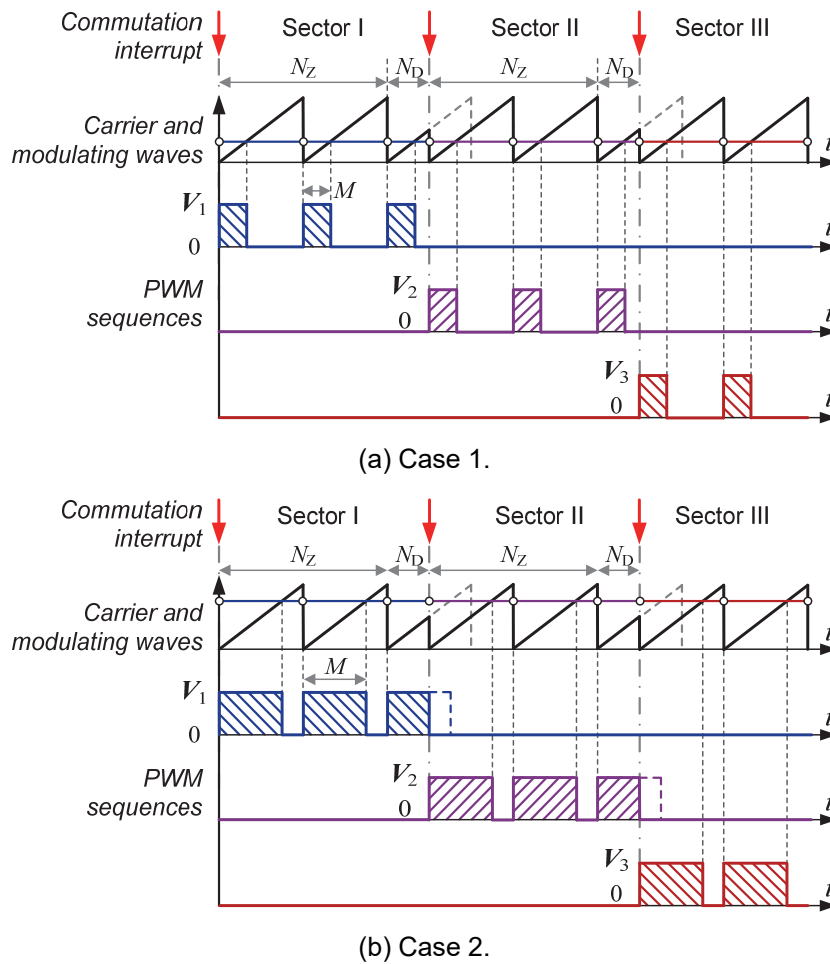 Commutation interrupt
Sector I
Sector II
Sector III
N_Z
N_D
N_Z
N_D
Carrier and modulating waves
t
M
V_1
0
t
PWM sequences
V_2
0
t
V_3
0
t
(a) Case 1.
Commutation interrupt
Sector I
Sector II
Sector III
N_Z
N_D
N_Z
N_D
Carrier and modulating waves
t
M
V_1
0
t
PWM sequences
V_2
0
t
V_3
0
t
(b) Case 2.